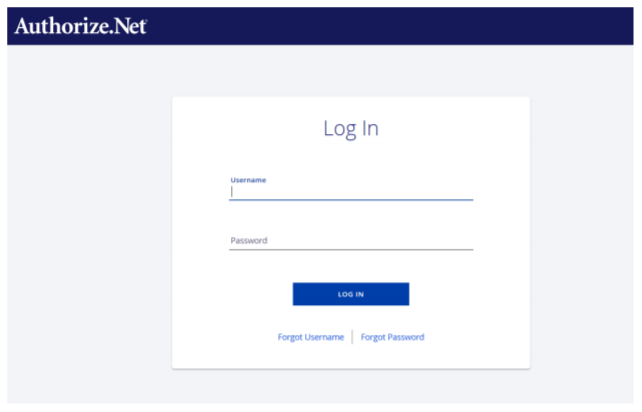 Authorize.Net
Log In
Username
Password
LOG IN
Forgot Username | Forgot Password